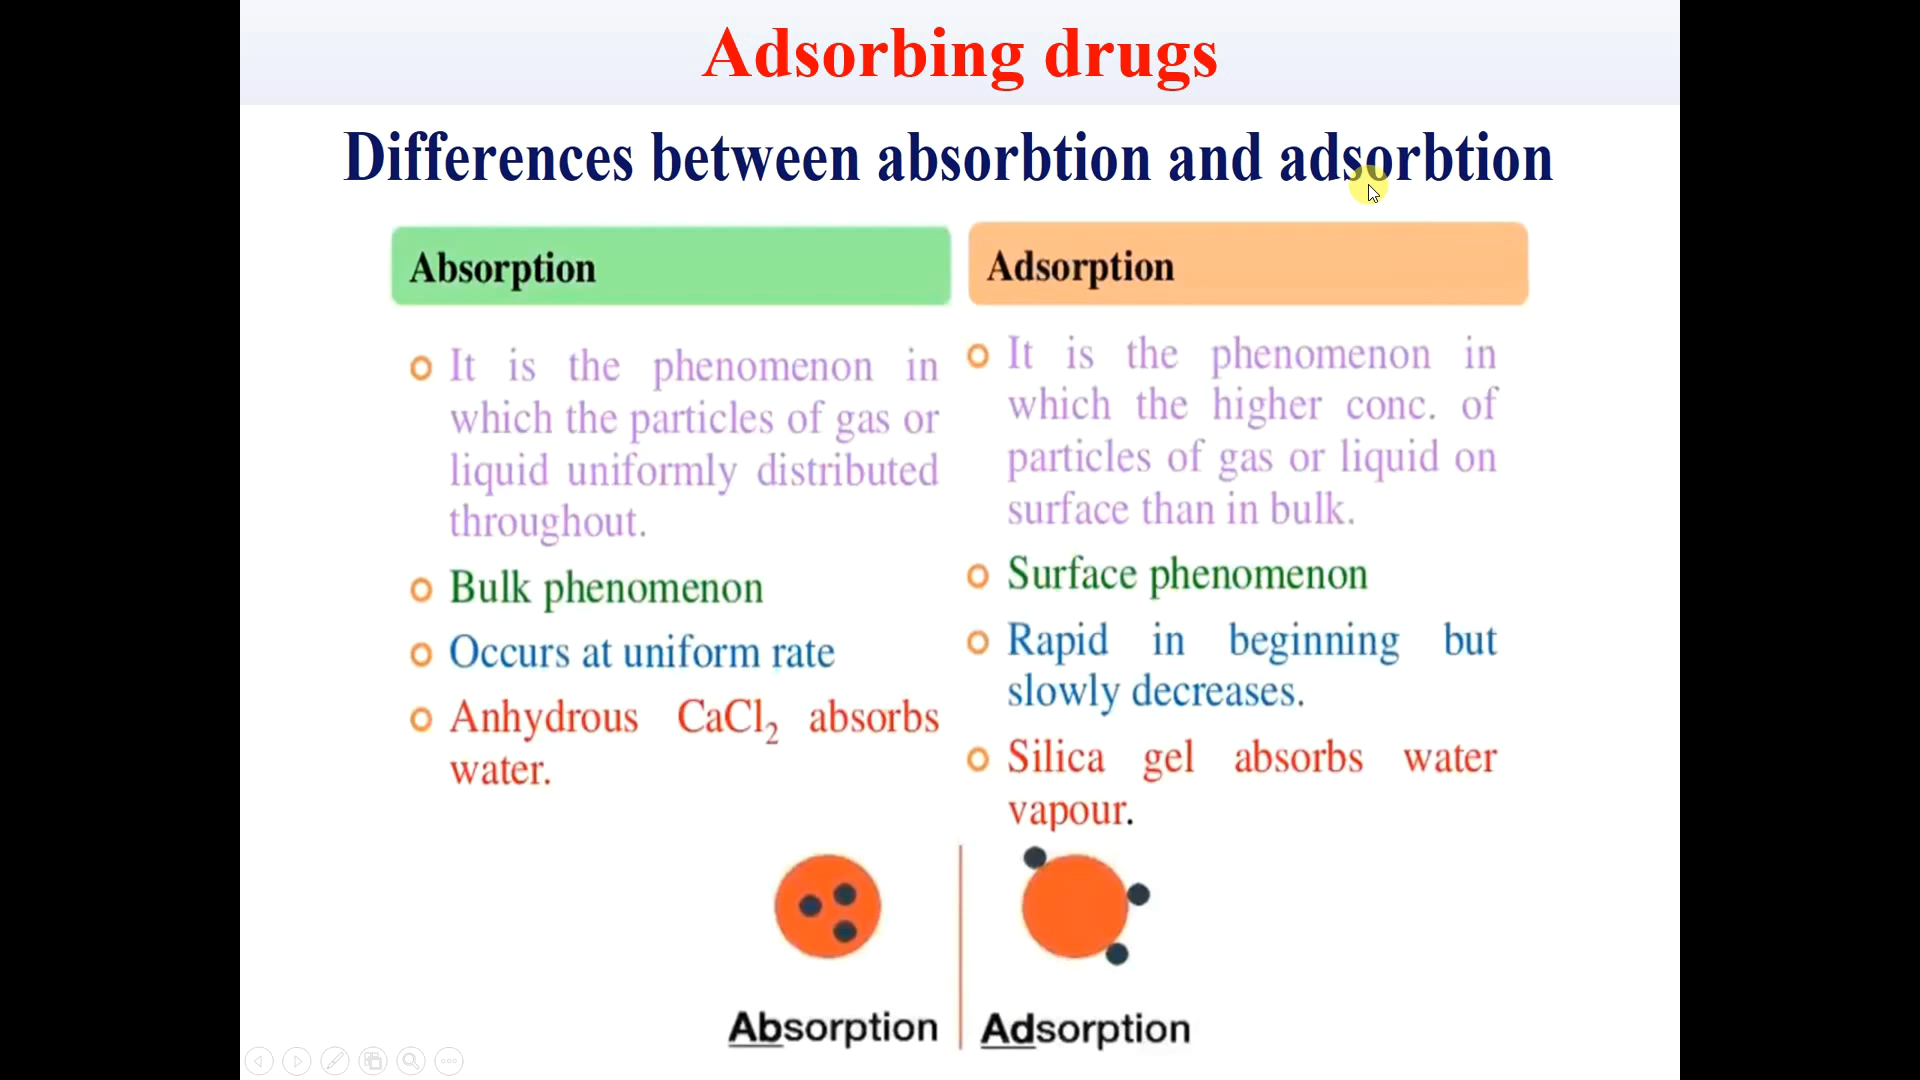 Adsorbing drugs
Differences between absorbtion and adsorbtion
Absorption
It is the phenomenon in
which the particles of gas or
liquid uniformly distributed
throughout.
Bulk phenomenon
Occurs at uniform rate
Anhydrous CaCl₂ absorbs
water.
Adsorption
It is the phenomenon in
which the higher conc. of
particles of gas or liquid on
surface than in bulk.
Surface phenomenon
Rapid in beginning but
slowly decreases.
Silica gel absorbs water
vapour.
Absorption
Adsorption